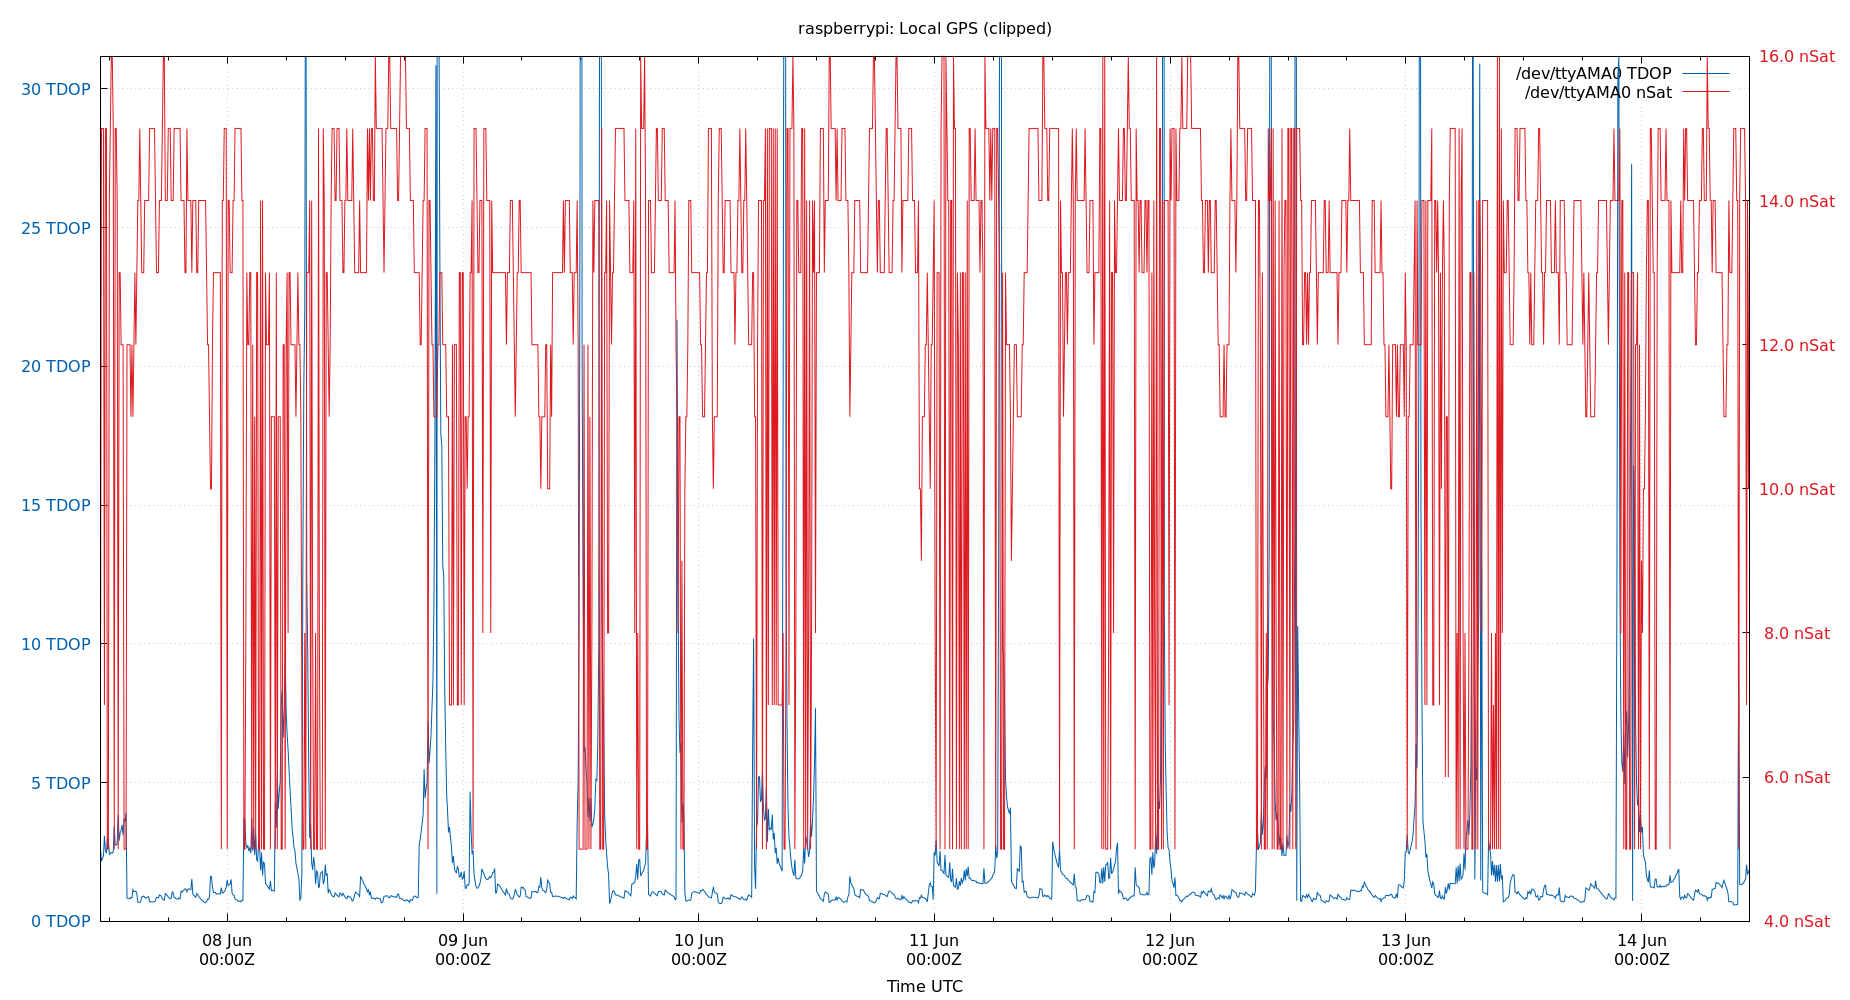 raspberrypi: Local GPS (clipped)
/dev/ttyAMA0 TDOP
/dev/ttyAMA0 nSat
30 TDOP
25 TDOP
20 TDOP
15 TDOP
10 TDOP
5 TDOP
0 TDOP
16.0 nSat
14.0 nSat
12.0 nSat
10.0 nSat
8.0 nSat
6.0 nSat
4.0 nSat
08 Jun 09 Jun 10 Jun 11 Jun 12 Jun 13 Jun 14 Jun
00:00Z 00:00Z 00:00Z 00:00Z 00:00Z 00:00Z 00:00Z
Time UTC